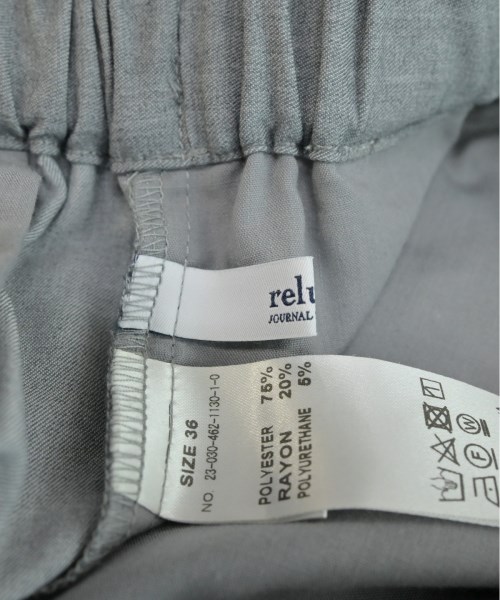 relu
JOURNAL
SIZE 36
NO. 23-030-462-1130-1-0
POLYESTER 75%
RAYON 20%
POLYURETHANE 5%